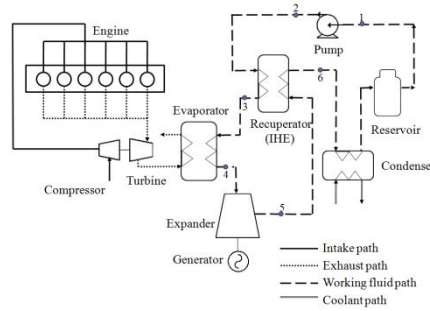 2
1
Engine
Pump
6
3
Evaporator
Recuperator
(IHE)
Reservoir
4
Condense
Compressor
Turbine
Expander
5
Generator
Intake path
Exhaust path
Working fluid path
Coolant path